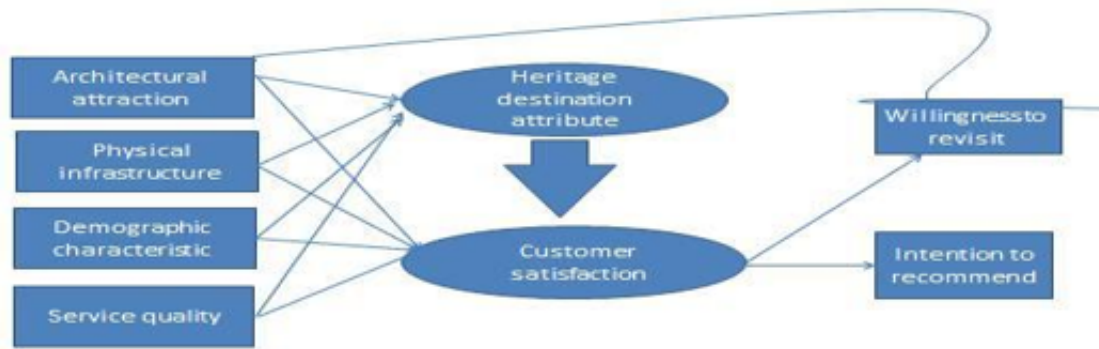 Architectural
attraction
Heritage
destination
attribute
Willingnessto
revisit
Physical
infrastructure
Demographic
characteristic
Customer
satisfaction
Intention to
recommend
Service quality